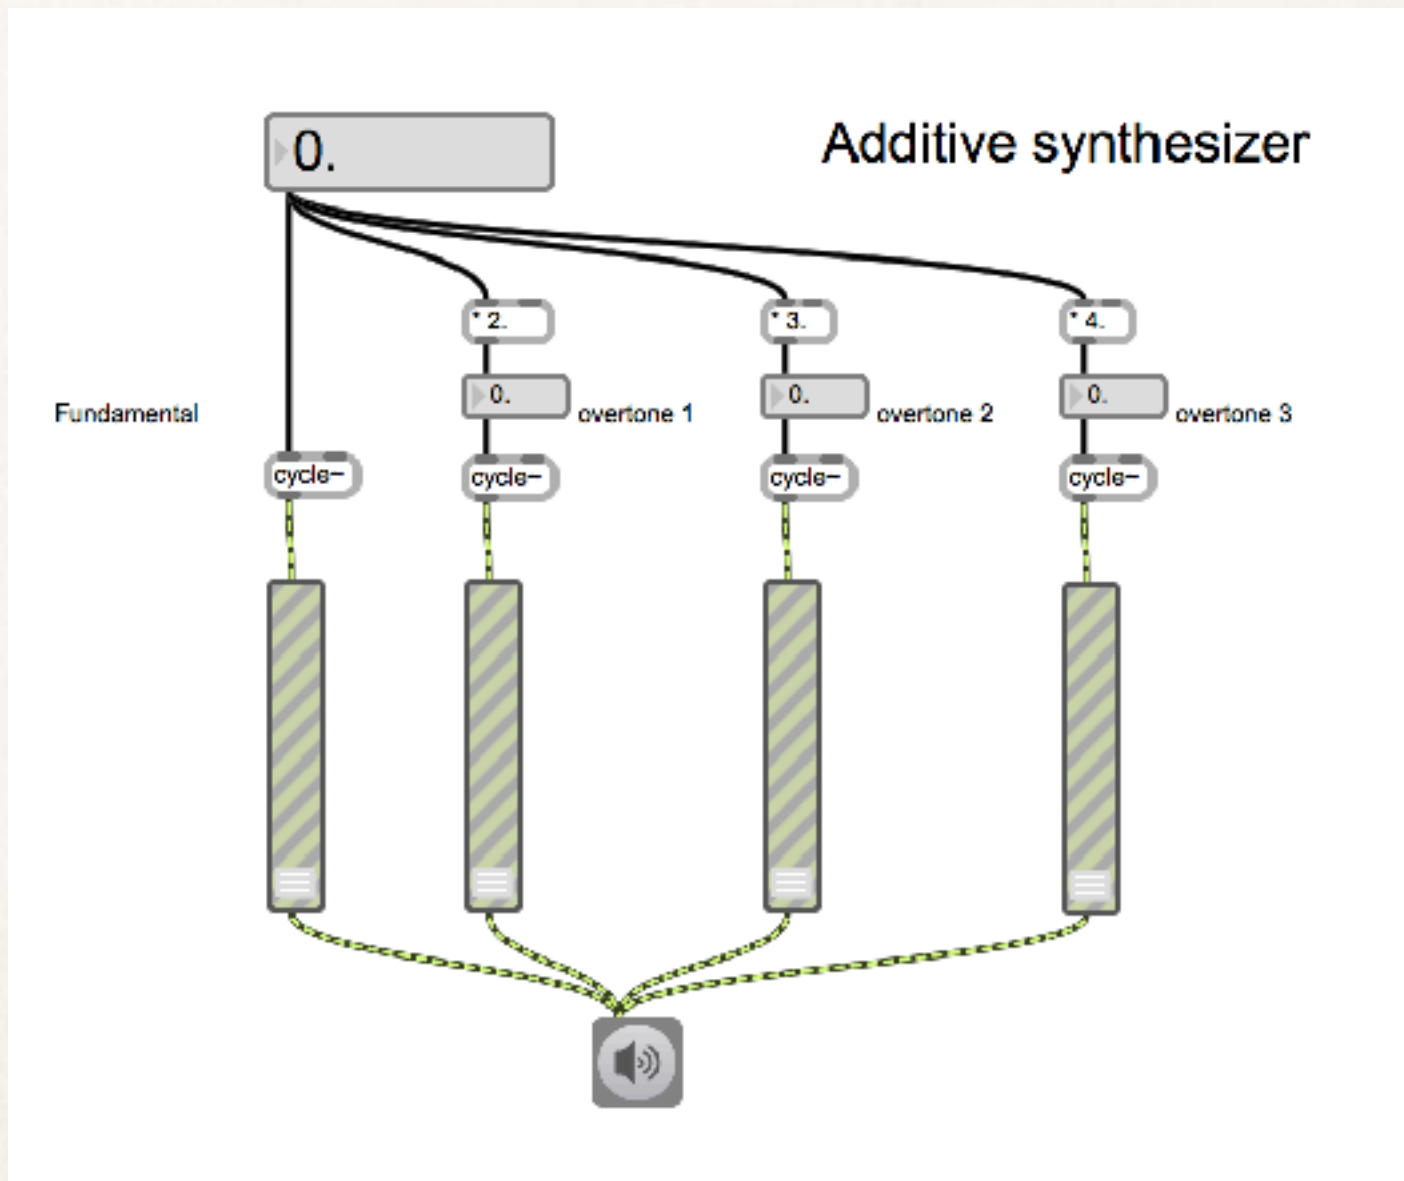 0.
Additive synthesizer
* 2.
* 3.
* 4.
0.
0.
0.
Fundamental
overtone 1
overtone 2
overtone 3
cycle~
cycle~
cycle~
cycle~